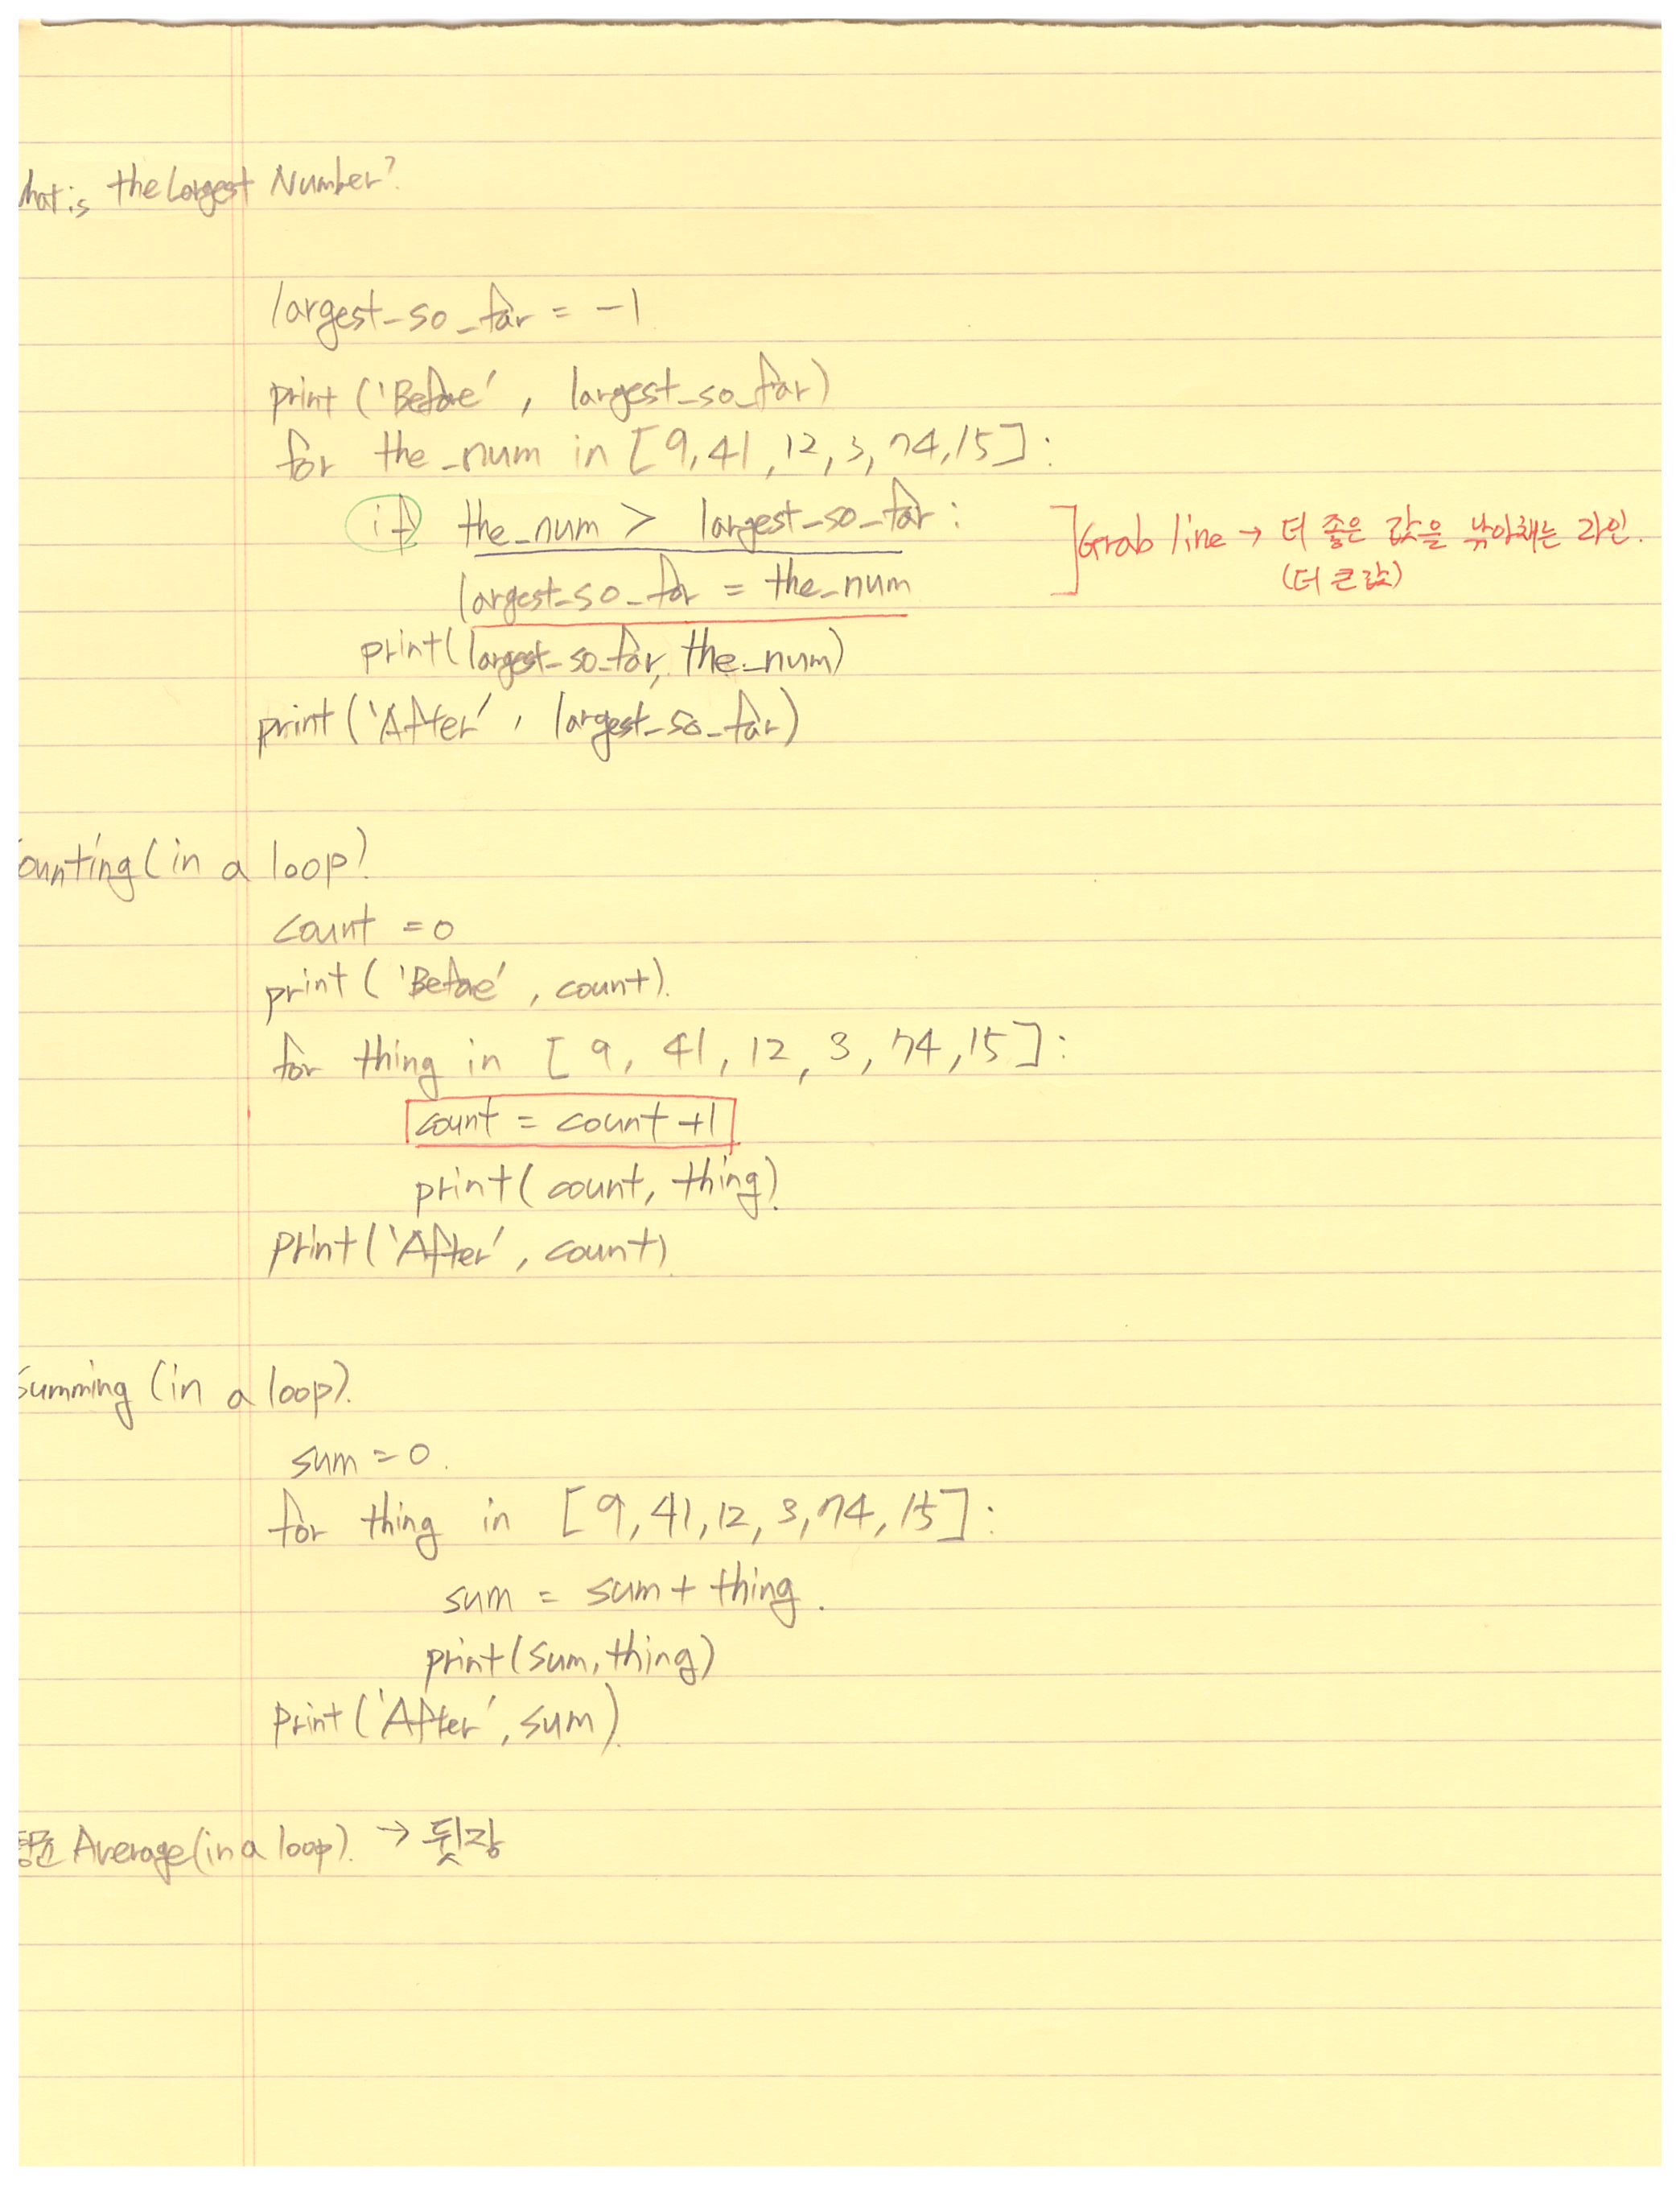 hat is the Largest Number?
largest_so_far = -1
print ('Before', largest_so_far)
for the_num in [9, 41, 12, 3, 74, 15]:
if the_num > largest_so_far:
Grab line → 더 좋은 값을 낚아채는 라인.
(더 큰 값)
largest_so_far = the_num
print(largest_so_far, the_num)
print ('After', largest_so_far)
ounting (in a loop)
count = 0
print ('Before', count).
for thing in [9, 41, 12, 3, 74, 15]:
count = count +1
print( count, thing)
print ('After', count)
Summing (in a loop).
sum = 0.
for thing in [9, 41, 12, 3, 74, 15]:
sum = sum + thing.
print(sum, thing)
print ('After', sum).
Average (in a loop). → 뒷장